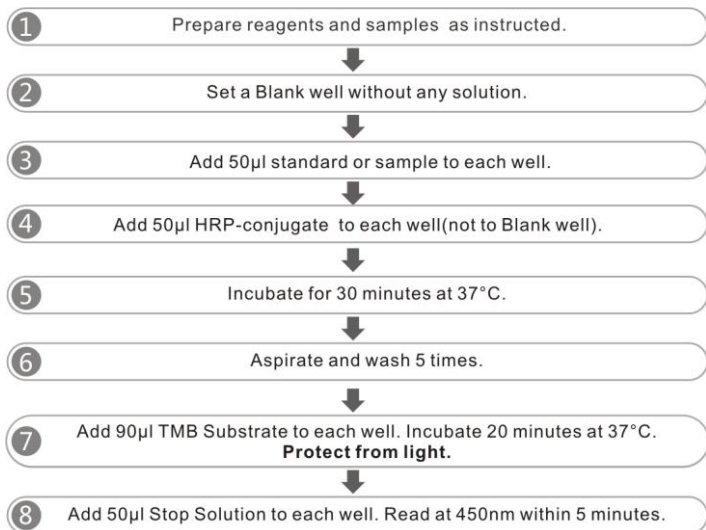 1 Prepare reagents and samples as instructed.
2 Set a Blank well without any solution.
3 Add 50μl standard or sample to each well.
4 Add 50μl HRP-conjugate to each well(not to Blank well).
5 Incubate for 30 minutes at 37°C.
6 Aspirate and wash 5 times.
7 Add 90μl TMB Substrate to each well. Incubate 20 minutes at 37°C.
Protect from light.
8 Add 50μl Stop Solution to each well. Read at 450nm within 5 minutes.